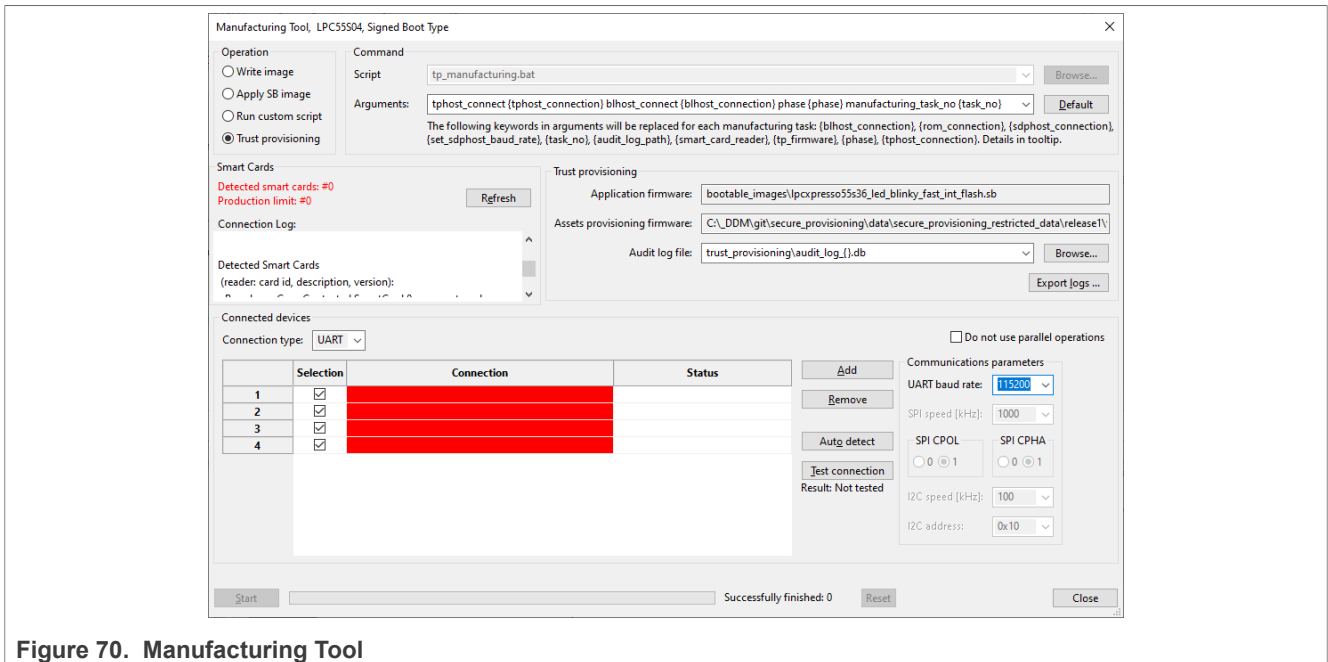 Manufacturing Tool, LPC55S04, Signed Boot Type
Operation
Write image
Apply SB image
Run custom script
Trust provisioning
Command
Script
tp_manufacturing.bat
Browse...
Arguments:
tphost_connect {tphost_connection} blhost_connect {blhost_connection} phase {phase} manufacturing_task_no {task_no}
Default
The following keywords in arguments will be replaced for each manufacturing task: {blhost_connection}, {rom_connection}, {sdphost_connection},
{set_sdphost_baud_rate}, {task_no}, {audit_log_path}, {smart_card_reader}, {tp_firmware}, {phase}, {tphost_connection}. Details in tooltip.
Smart Cards
Detected smart cards: #0
Production limit: #0
Refresh
Connection Log:
Detected Smart Cards
(reader: card id, description, version):
Trust provisioning
Application firmware:
bootable_images\lpcxpresso55s36_led_blinky_fast_int_flash.sb
Assets provisioning firmware:
C:\_DDM\git\secure_provisioning\data\secure_provisioning_restricted_data\release1\
Audit log file:
trust_provisioning\audit_log_{}.db
Browse...
Export logs ...
Connected devices
Connection type: UART
Do not use parallel operations
Selection Connection Status
1
2
3
4
Add
Remove
Auto detect
Test connection
Result: Not tested
Communications parameters
UART baud rate: 115200
SPI speed [kHz]: 1000
SPI CPOL
0 1
SPI CPHA
0 1
I2C speed [kHz]: 100
I2C address: 0x10
Start
Successfully finished: 0
Reset
Close
Figure 70. Manufacturing Tool